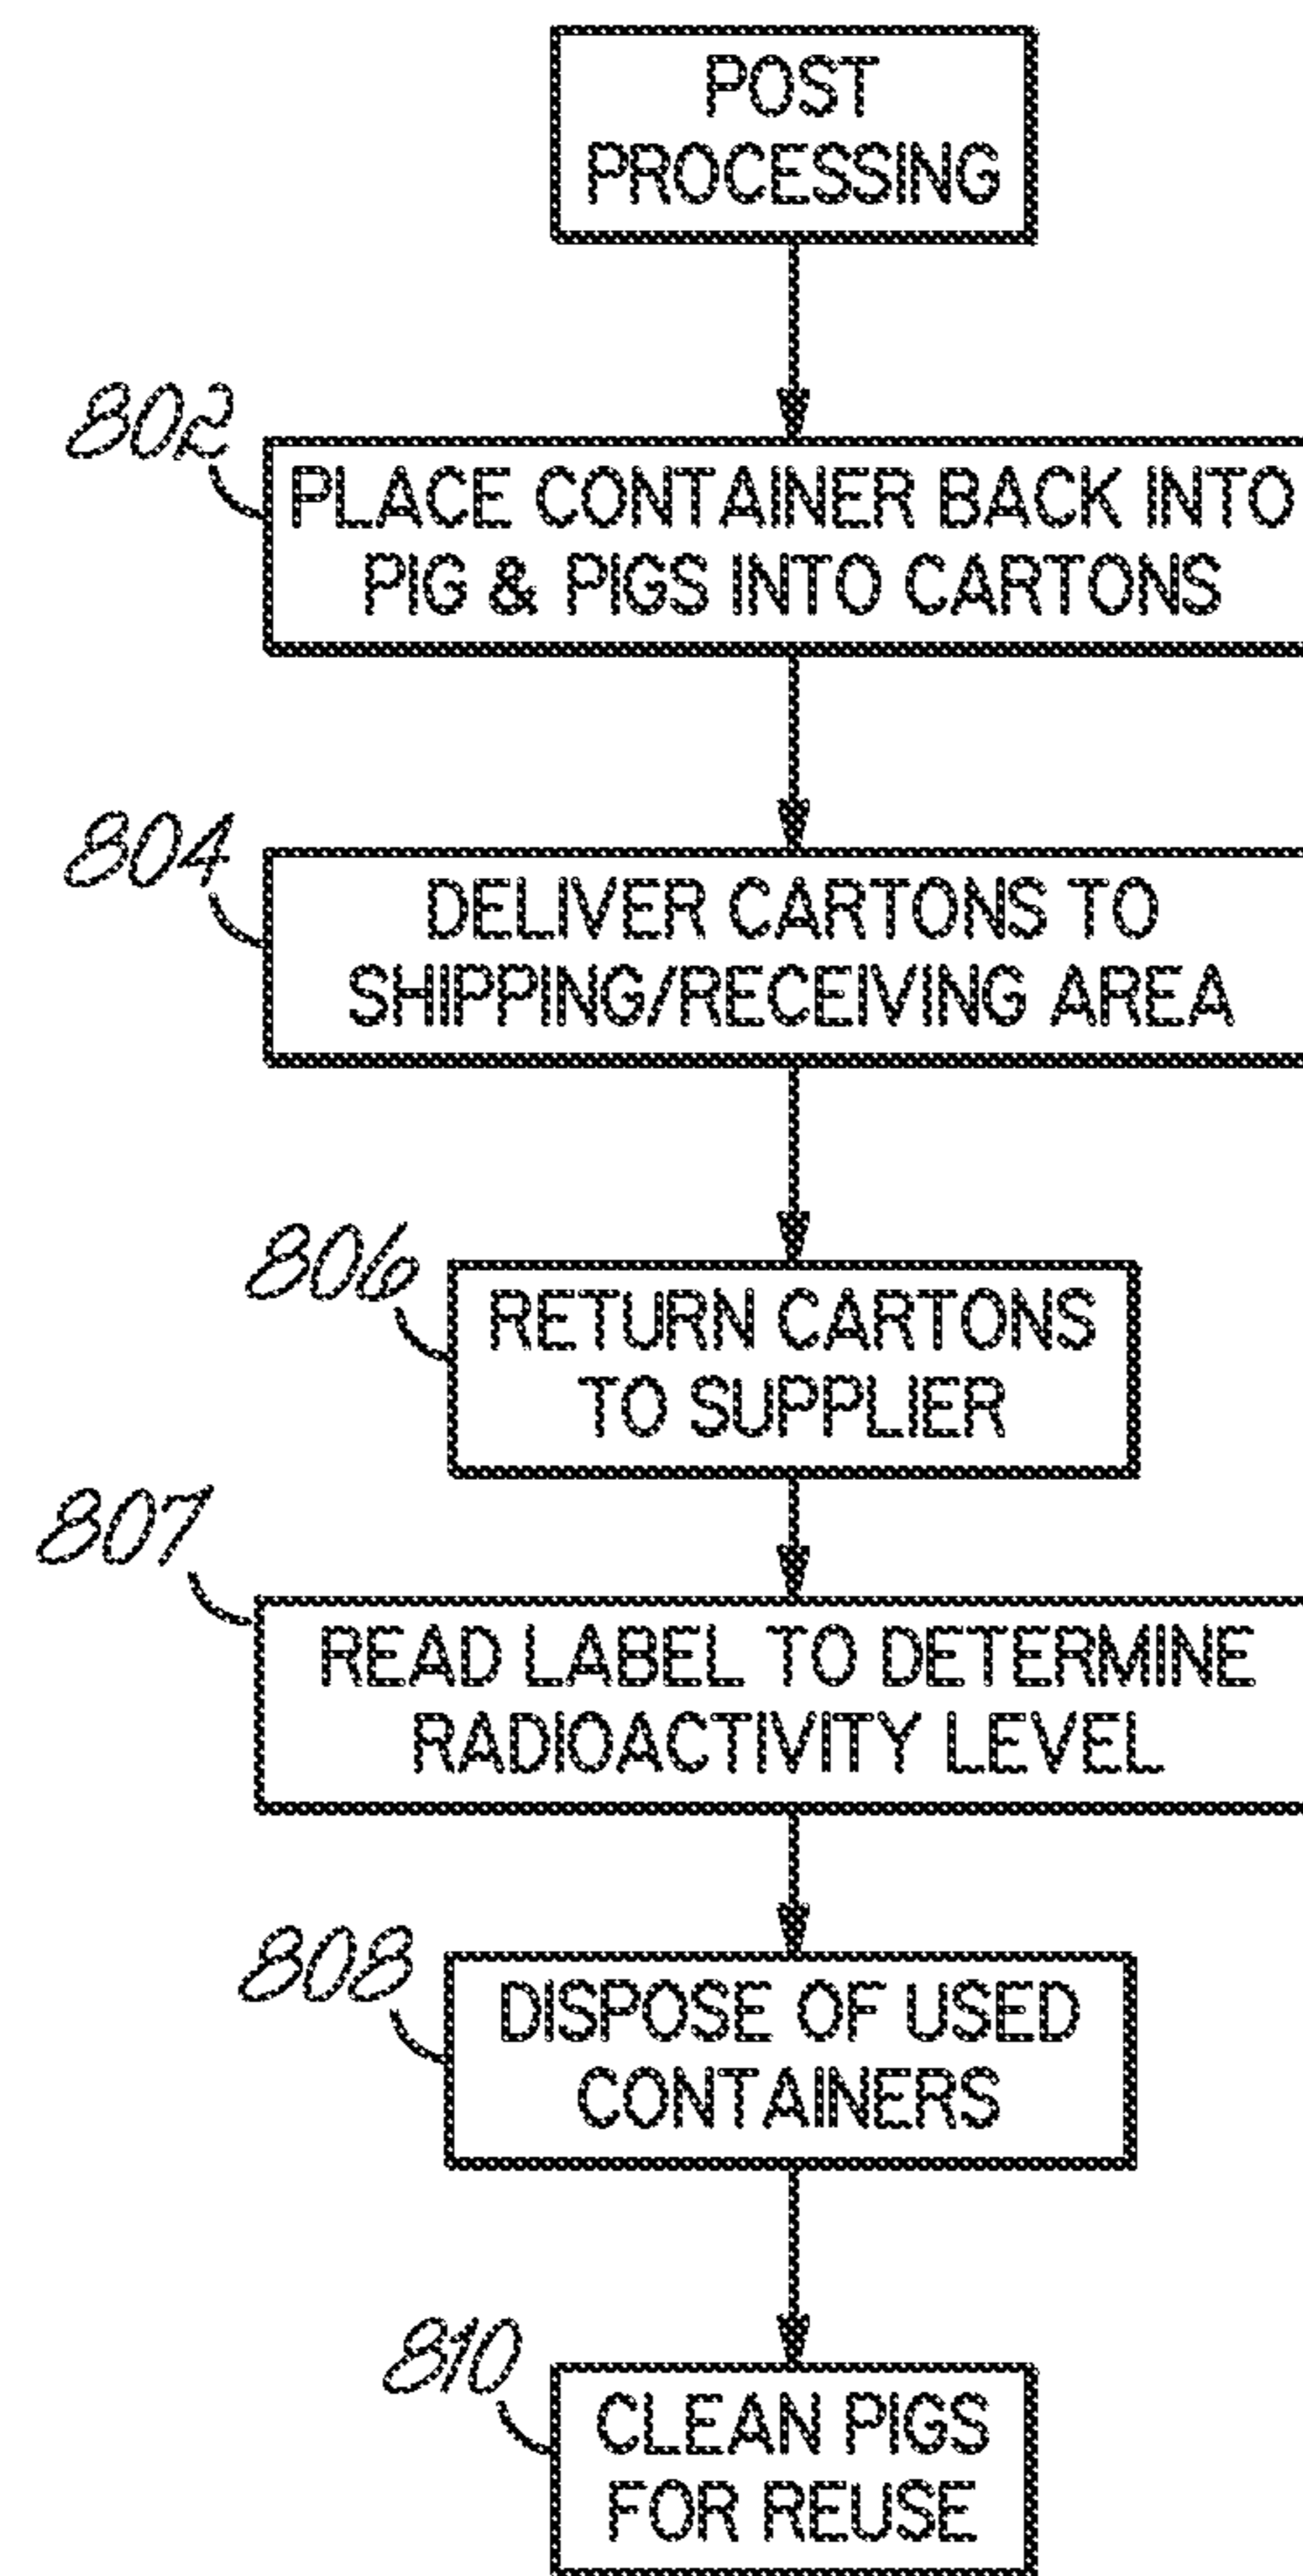 POST
PROCESSING
802
PLACE CONTAINER BACK INTO
PIG & PIGS INTO CARTONS
804
DELIVER CARTONS TO
SHIPPING/RECEIVING AREA
806
RETURN CARTONS
TO SUPPLIER
807
READ LABEL TO DETERMINE
RADIOACTIVITY LEVEL
808
DISPOSE OF USED
CONTAINERS
810
CLEAN PIGS
FOR REUSE